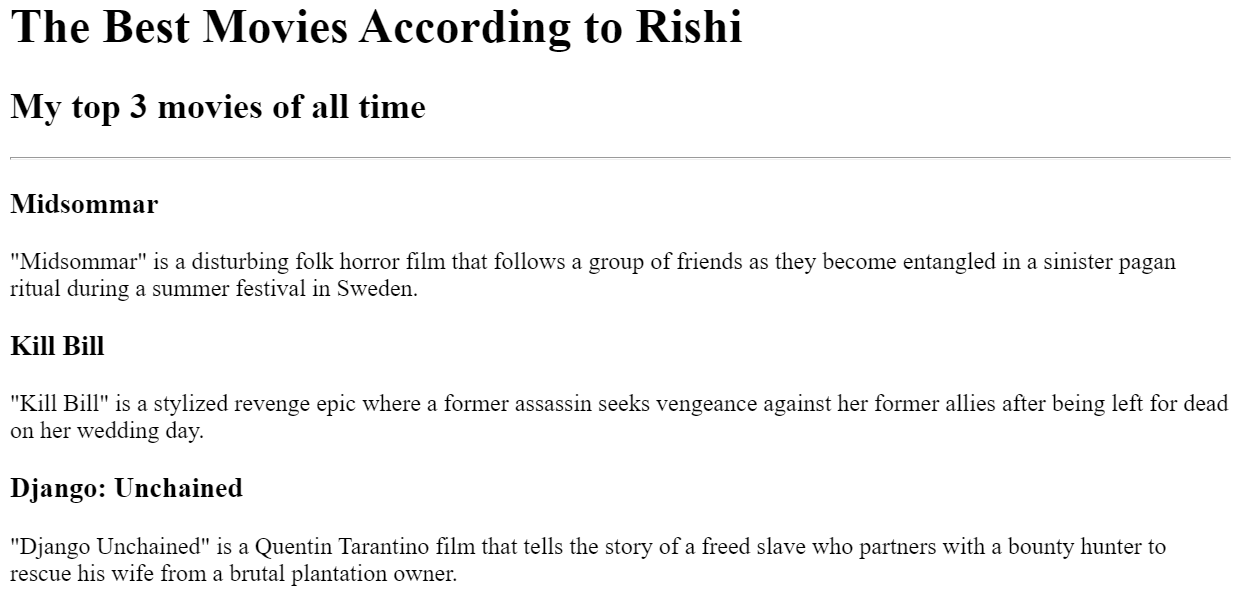 The Best Movies According to Rishi
My top 3 movies of all time
Midsommar
"Midsommar" is a disturbing folk horror film that follows a group of friends as they become entangled in a sinister pagan
ritual during a summer festival in Sweden.
Kill Bill
"Kill Bill" is a stylized revenge epic where a former assassin seeks vengeance against her former allies after being left for dead
on her wedding day.
Django: Unchained
"Django Unchained" is a Quentin Tarantino film that tells the story of a freed slave who partners with a bounty hunter to
rescue his wife from a brutal plantation owner.